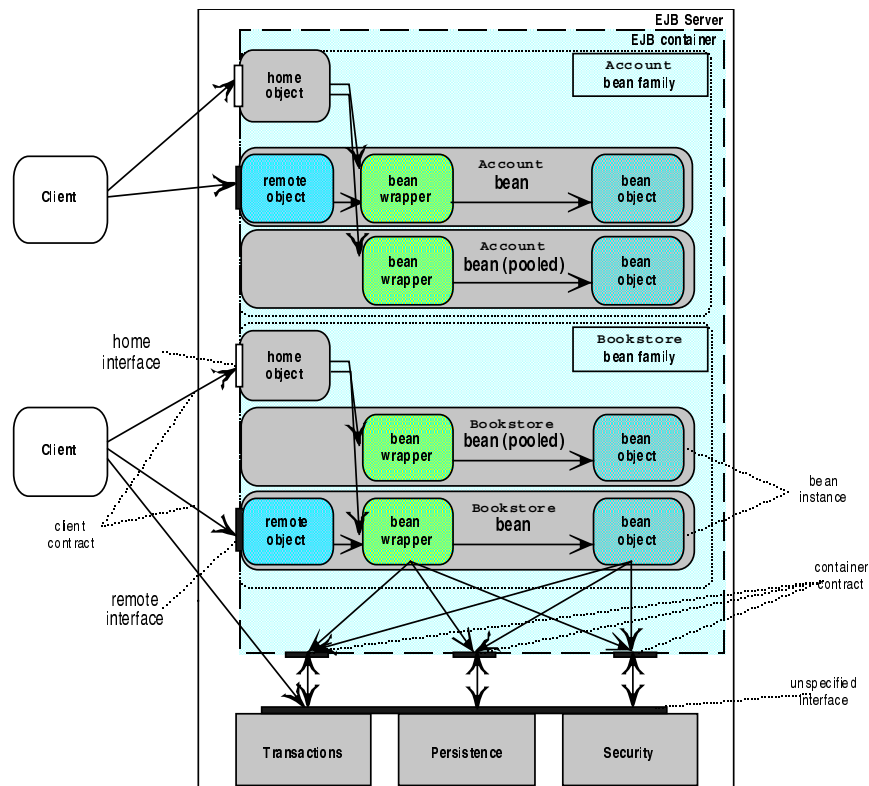 EJB Server
EJB container
home
object
Account
bean family
Client
remote
object
bean
wrapper
Account
bean
bean
object
bean
wrapper
Account
bean (pooled)
bean
object
home
interface
home
object
Bookstore
bean family
Client
bean
wrapper
Bookstore
bean (pooled)
bean
object
bean
instance
client
contract
remote
object
bean
wrapper
Bookstore
bean
bean
object
container
contract
remote
interface
unspecified
interface
Transactions
Persistence
Security